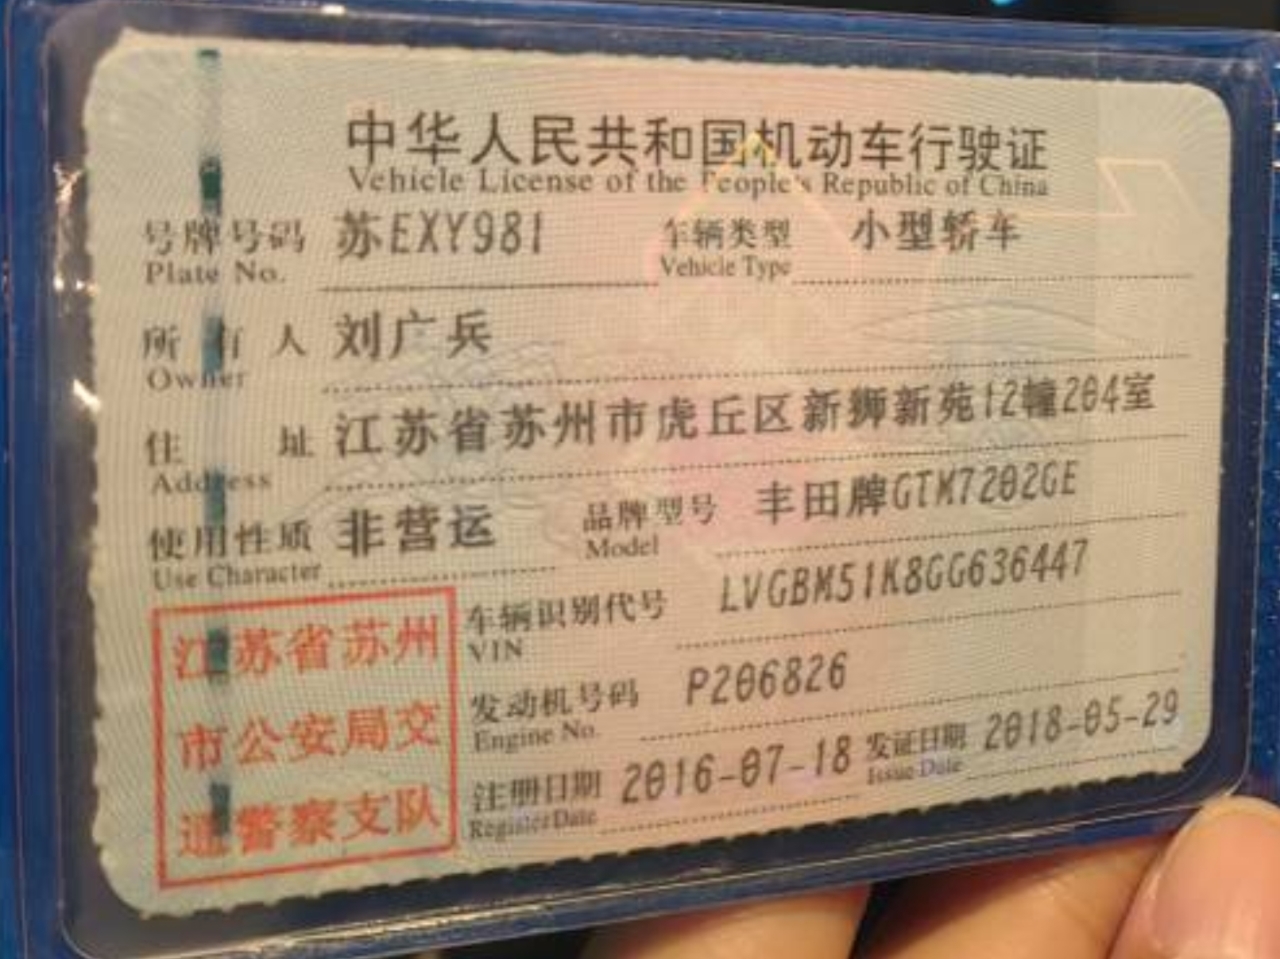 中华人民共和国机动车行驶证
Vehicle License of the People's Republic of China
号牌号码 苏EXY981 车辆类型 小型轿车
Plate No. Vehicle Type
所有人 刘广兵
Owner
住址 江苏省苏州市虎丘区新狮新苑12幢204室
Address
使用性质 非营运 品牌型号 丰田牌GTM7202GE
Use Character Model
车辆识别代号 LVGBM51K8GG636447
VIN
发动机号码 P206826
Engine No.
注册日期 2016-07-18 发证日期 2018-05-29
Register Date Issue Date
江苏省苏州
市公安局交
通警察支队